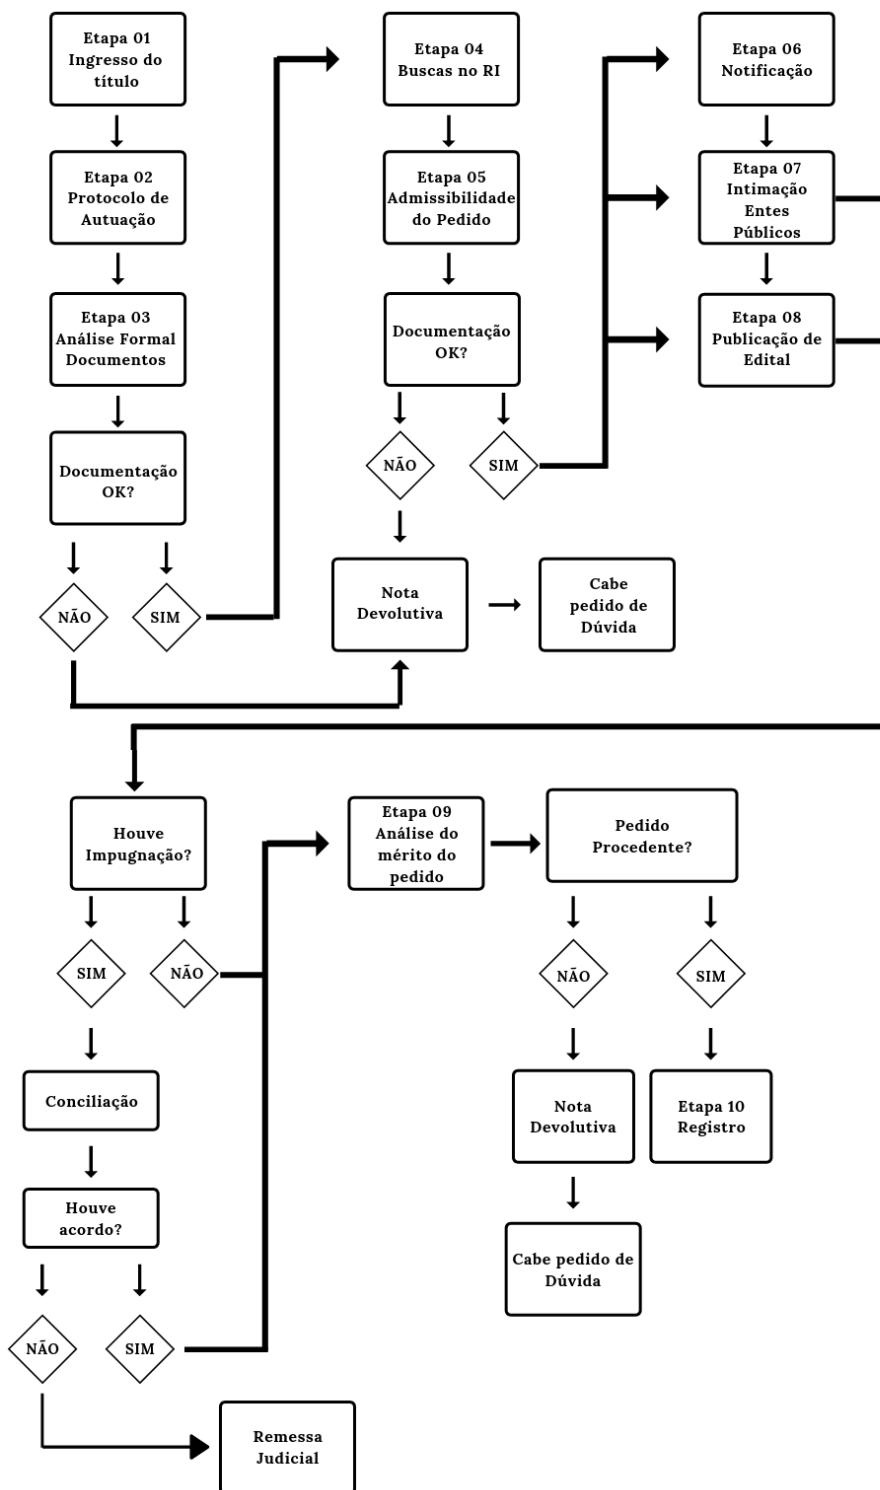 Etapa 01
Ingresso do
título
Etapa 02
Protocolo de
Autuação
Etapa 03
Análise Formal
Documentos
Documentação
OK?
NÃO
SIM
Etapa 04
Buscas no RI
Etapa 05
Admissibilidade
do Pedido
Documentação
OK?
NÃO
SIM
Nota
Devolutiva
Cabe
pedido de
Dúvida
Etapa 06
Notificação
Etapa 07
Intimação
Entes
Públicos
Etapa 08
Publicação de
Edital
Houve
Impugnação?
SIM
NÃO
Conciliação
Houve
acordo?
NÃO
SIM
Remessa
Judicial
Etapa 09
Análise do
mérito do
pedido
Pedido
Procedente?
NÃO
SIM
Nota
Devolutiva
Etapa 10
Registro
Cabe pedido de
Dúvida